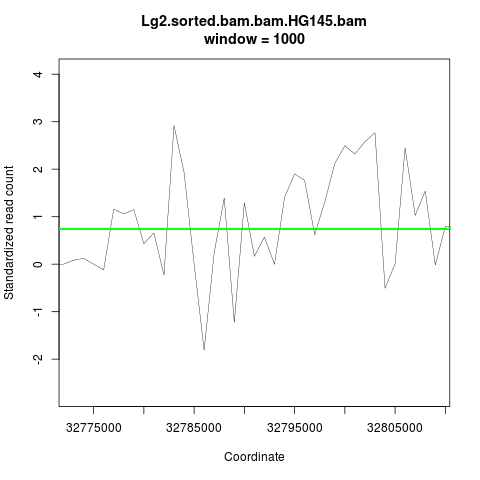 Lg2.sorted.bam.bam.HG145.bam
window = 1000
Standardized read count
4
3
2
1
0
-1
-2
32775000
32785000
32795000
32805000
Coordinate